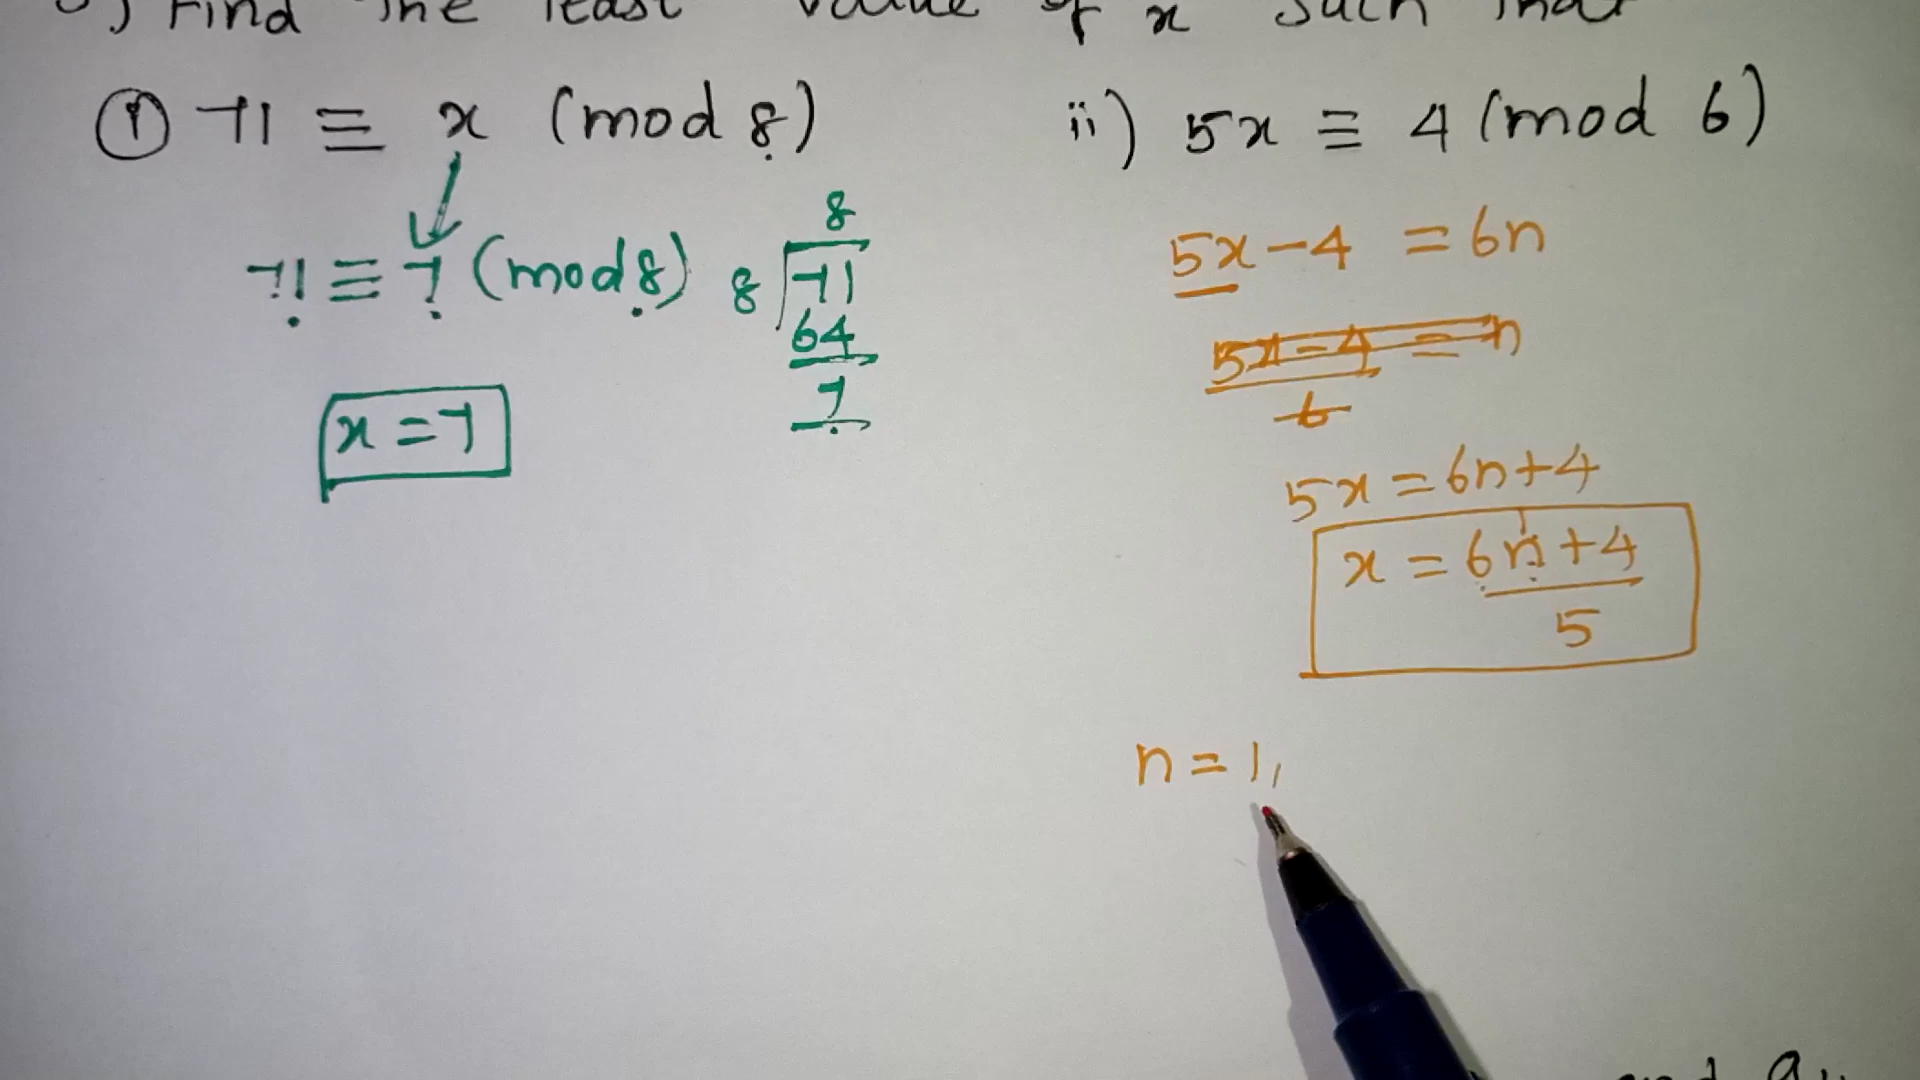 ) Find the least value of x such that
i) 71 ≡ x (mod 8)
71 ≡ 7 (mod 8)
8
8 71
64
7
x = 7
ii) 5x ≡ 4 (mod 6)
5x - 4 = 6n
5x - 4 = n
6
5x = 6n + 4
x = 6n + 4
5
n = 1,